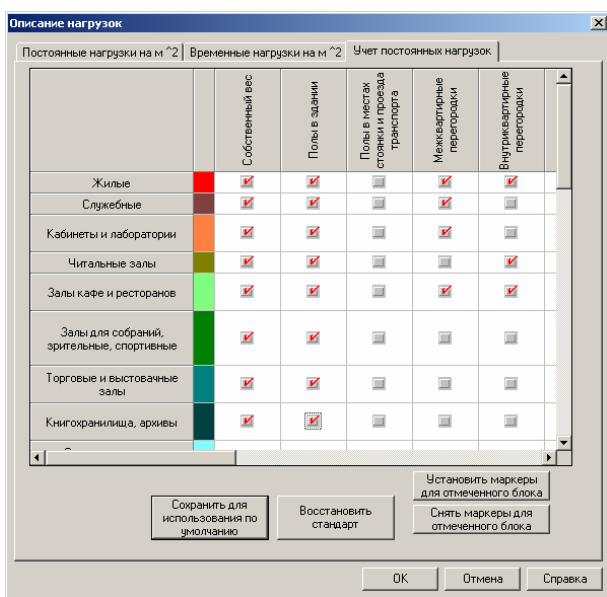 Описание нагрузок
Постоянные нагрузки на м ^2
Временные нагрузки на м ^2
Учет постоянных нагрузок
Собственный вес
Полы в здании
Полы в местах
стоянки и проезда
транспорта
Межквартирные
перегородки
Внутриквартирные
перегородки
Жилые
Служебные
Кабинеты и лаборатории
Читальные залы
Залы кафе и ресторанов
Залы для собраний,
зрительные, спортивные
Торговые и выставочные
залы
Книгохранилища, архивы
Сохранить для
использования по
умолчанию
Восстановить
стандарт
Установить маркеры
для отмеченного блока
Снять маркеры для
отмеченного блока
OK
Отмена
Справка